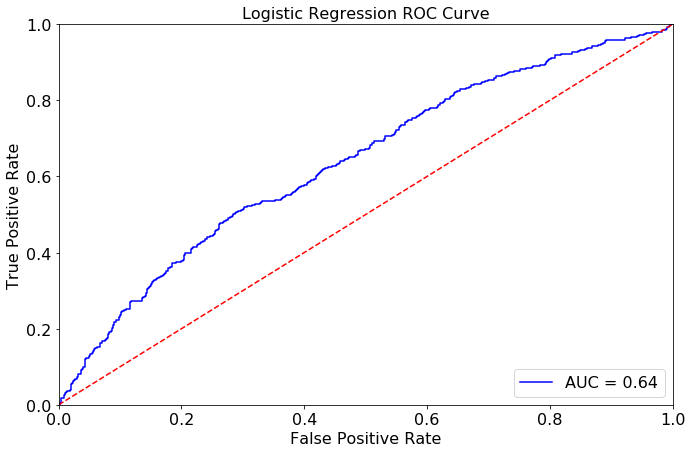 Logistic Regression ROC Curve
1.0
0.8
0.6
0.4
0.2
0.0
True Positive Rate
AUC = 0.64
0.0 0.2 0.4 0.6 0.8 1.0
False Positive Rate